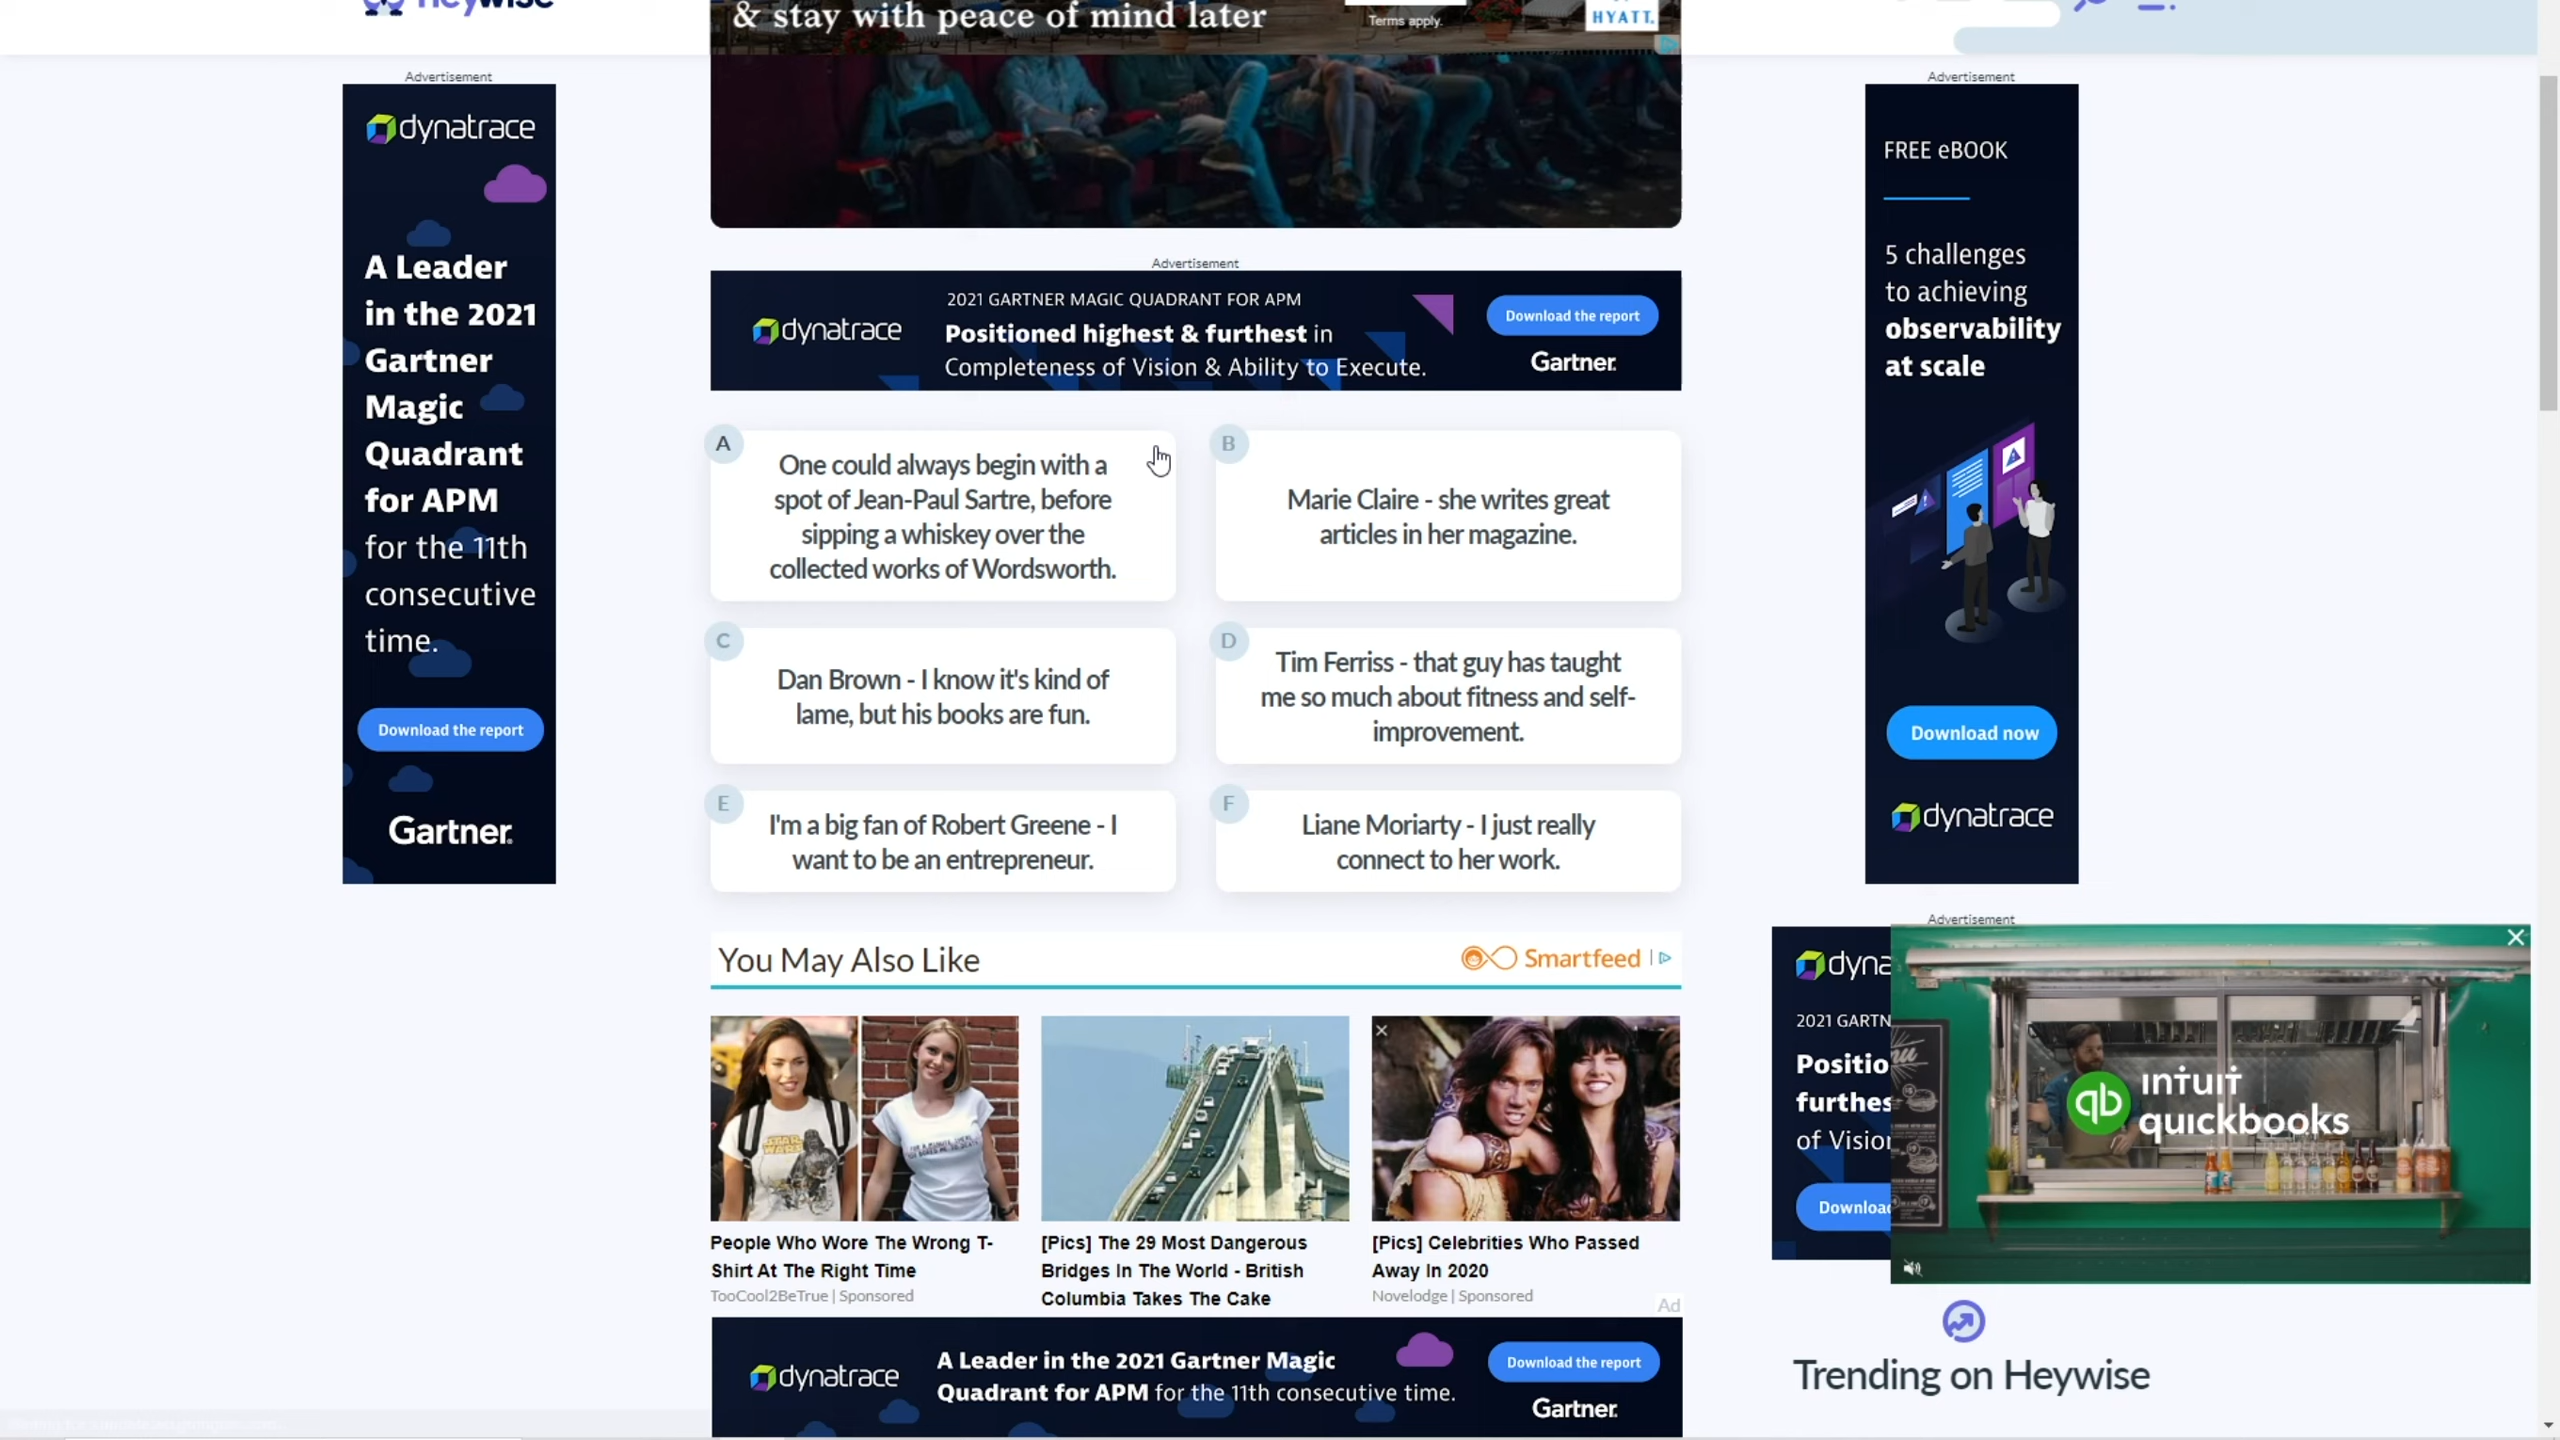 heywise
& stay with peace of mind later
Terms apply.
HYATT.
Advertisement
dynatrace
A Leader
in the 2021
Gartner
Magic
Quadrant
for APM
for the 11th
consecutive
time.
Download the report
Gartner.
Advertisement
dynatrace
2021 GARTNER MAGIC QUADRANT FOR APM
Positioned highest & furthest in
Completeness of Vision & Ability to Execute.
Download the report
Gartner.
A
One could always begin with a
spot of Jean-Paul Sartre, before
sipping a whiskey over the
collected works of Wordsworth.
B
Marie Claire - she writes great
articles in her magazine.
C
Dan Brown - I know it's kind of
lame, but his books are fun.
D
Tim Ferriss - that guy has taught
me so much about fitness and self-
improvement.
E
I'm a big fan of Robert Greene - I
want to be an entrepreneur.
F
Liane Moriarty - I just really
connect to her work.
You May Also Like
Smartfeed
People Who Wore The Wrong T-
Shirt At The Right Time
TooCool2BeTrue | Sponsored
[Pics] The 29 Most Dangerous
Bridges In The World - British
Columbia Takes The Cake
[Pics] Celebrities Who Passed
Away In 2020
Novelodge | Sponsored
Ad
dynatrace
A Leader in the 2021 Gartner Magic
Quadrant for APM for the 11th consecutive time.
Download the report
Gartner.
Advertisement
FREE eBOOK
5 challenges
to achieving
observability
at scale
Download now
dynatrace
Advertisement
dyna
2021 GARTN
Positio
furthes
of Vision
Download
intuit
qb quickbooks
Trending on Heywise